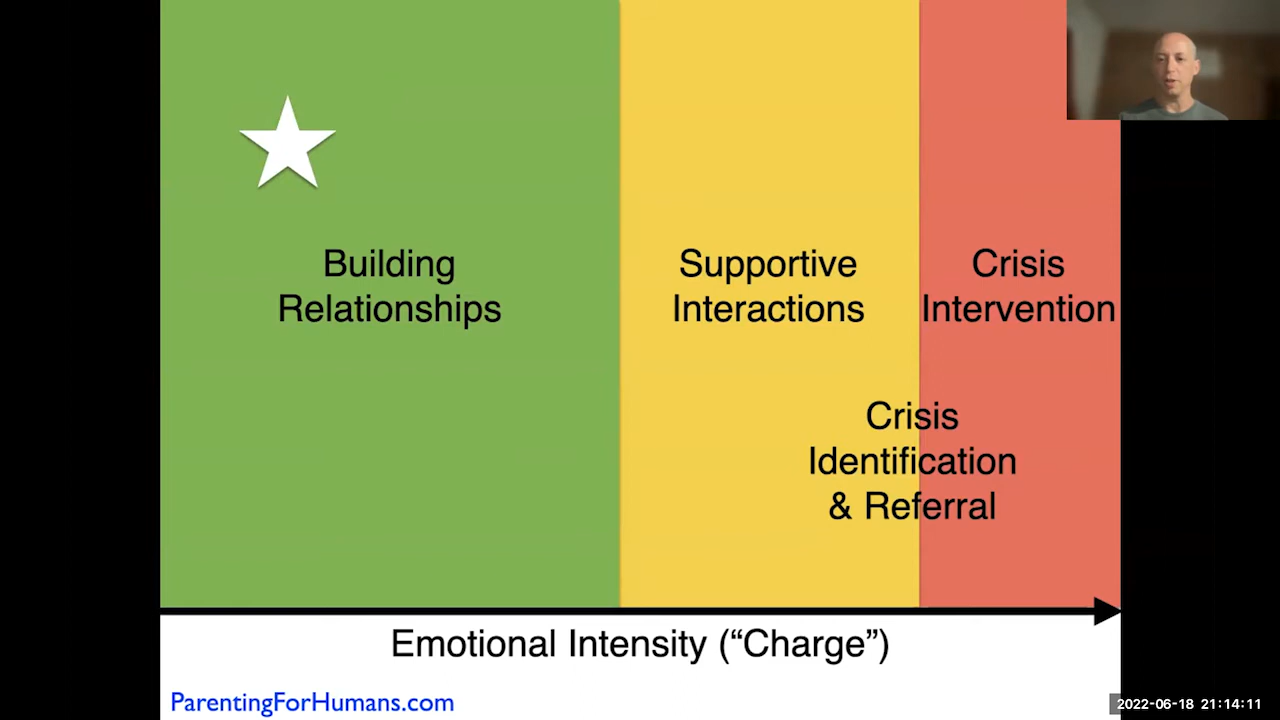 Building
Relationships
Supportive
Interactions
Crisis
Intervention
Crisis
Identification
& Referral
Emotional Intensity (“Charge”)
ParentingForHumans.com
2022-06-18 21:14:11